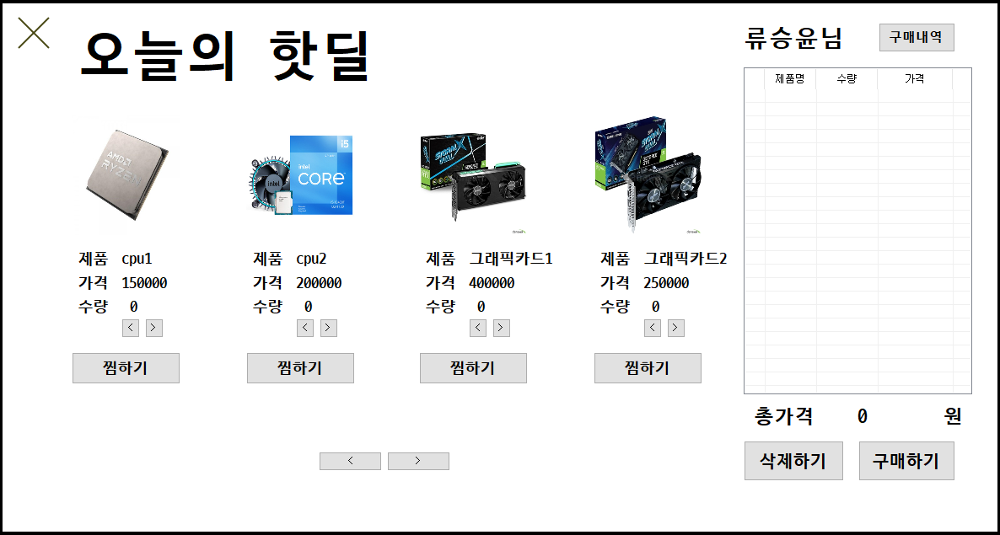 오늘의 핫딜
류승윤님
구매내역
제품명 수량 가격
AMD
RYZEN
i5
intel
CORE
intel
STORM X
DUAL
STORM X
DUAL
제품 cpu1
가격 150000
수량 0
< >
찜하기
제품 cpu2
가격 200000
수량 0
< >
찜하기
제품 그래픽카드1
가격 400000
수량 0
< >
찜하기
제품 그래픽카드2
가격 250000
수량 0
< >
찜하기
< >
총가격 0 원
삭제하기 구매하기